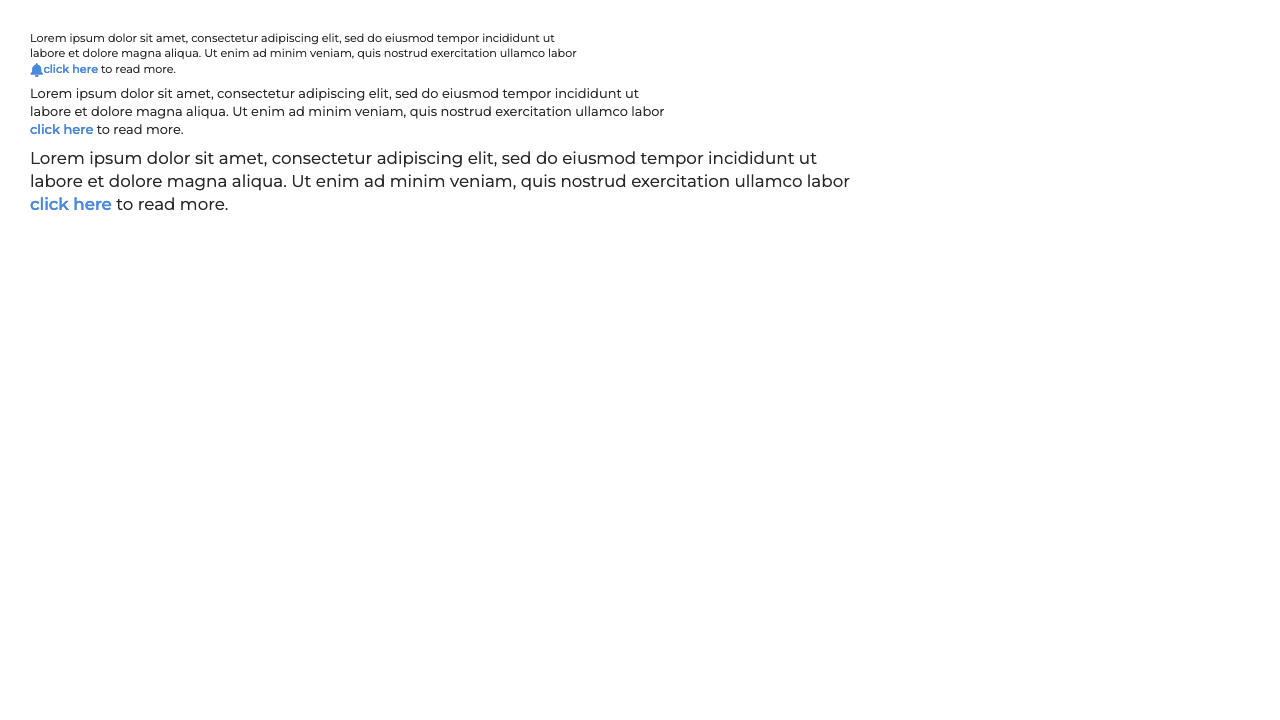 Lorem ipsum dolor sit amet, consectetur adipiscing elit, sed do eiusmod tempor incididunt ut
labore et dolore magna aliqua. Ut enim ad minim veniam, quis nostrud exercitation ullamco labor
click here to read more.
Lorem ipsum dolor sit amet, consectetur adipiscing elit, sed do eiusmod tempor incididunt ut
labore et dolore magna aliqua. Ut enim ad minim veniam, quis nostrud exercitation ullamco labor
click here to read more.
Lorem ipsum dolor sit amet, consectetur adipiscing elit, sed do eiusmod tempor incididunt ut
labore et dolore magna aliqua. Ut enim ad minim veniam, quis nostrud exercitation ullamco labor
click here to read more.